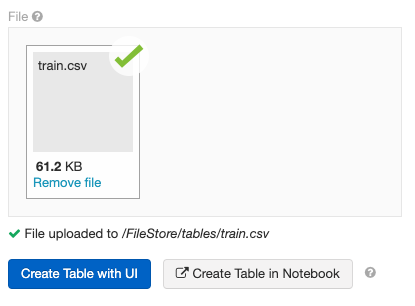 File
train.csv
61.2 KB
Remove file
File uploaded to /FileStore/tables/train.csv
Create Table with UI
Create Table in Notebook